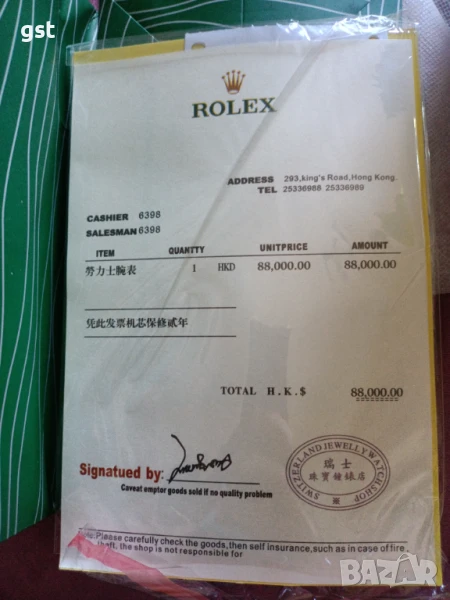 gst
ROLEX
ADDRESS 293,king's Road,Hong Kong
TEL 25336988 25336989
CASHIER 6398
SALESMAN 6398
ITEM QUANTTY UNITPRICE AMOUNT
劳力士腕表 1 HKD 88,000.00 88,000.00
凭此发票机芯保修贰年
TOTAL H.K.$ 88,000.00
Signatued by:
Caveat emptor goods sold if no quality problem
SWITZERLAND JEWELLY WATCH SHOP
瑞士
珠寶鐘錶店
:Please carefully check the goods,then self insurance,such as in case of fire
theft. the shop is not responsible for
BAZAR